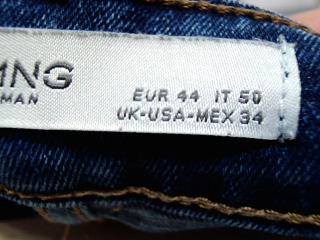 MNG
MAN
EUR 44 IT 50
UK-USA-MEX 34